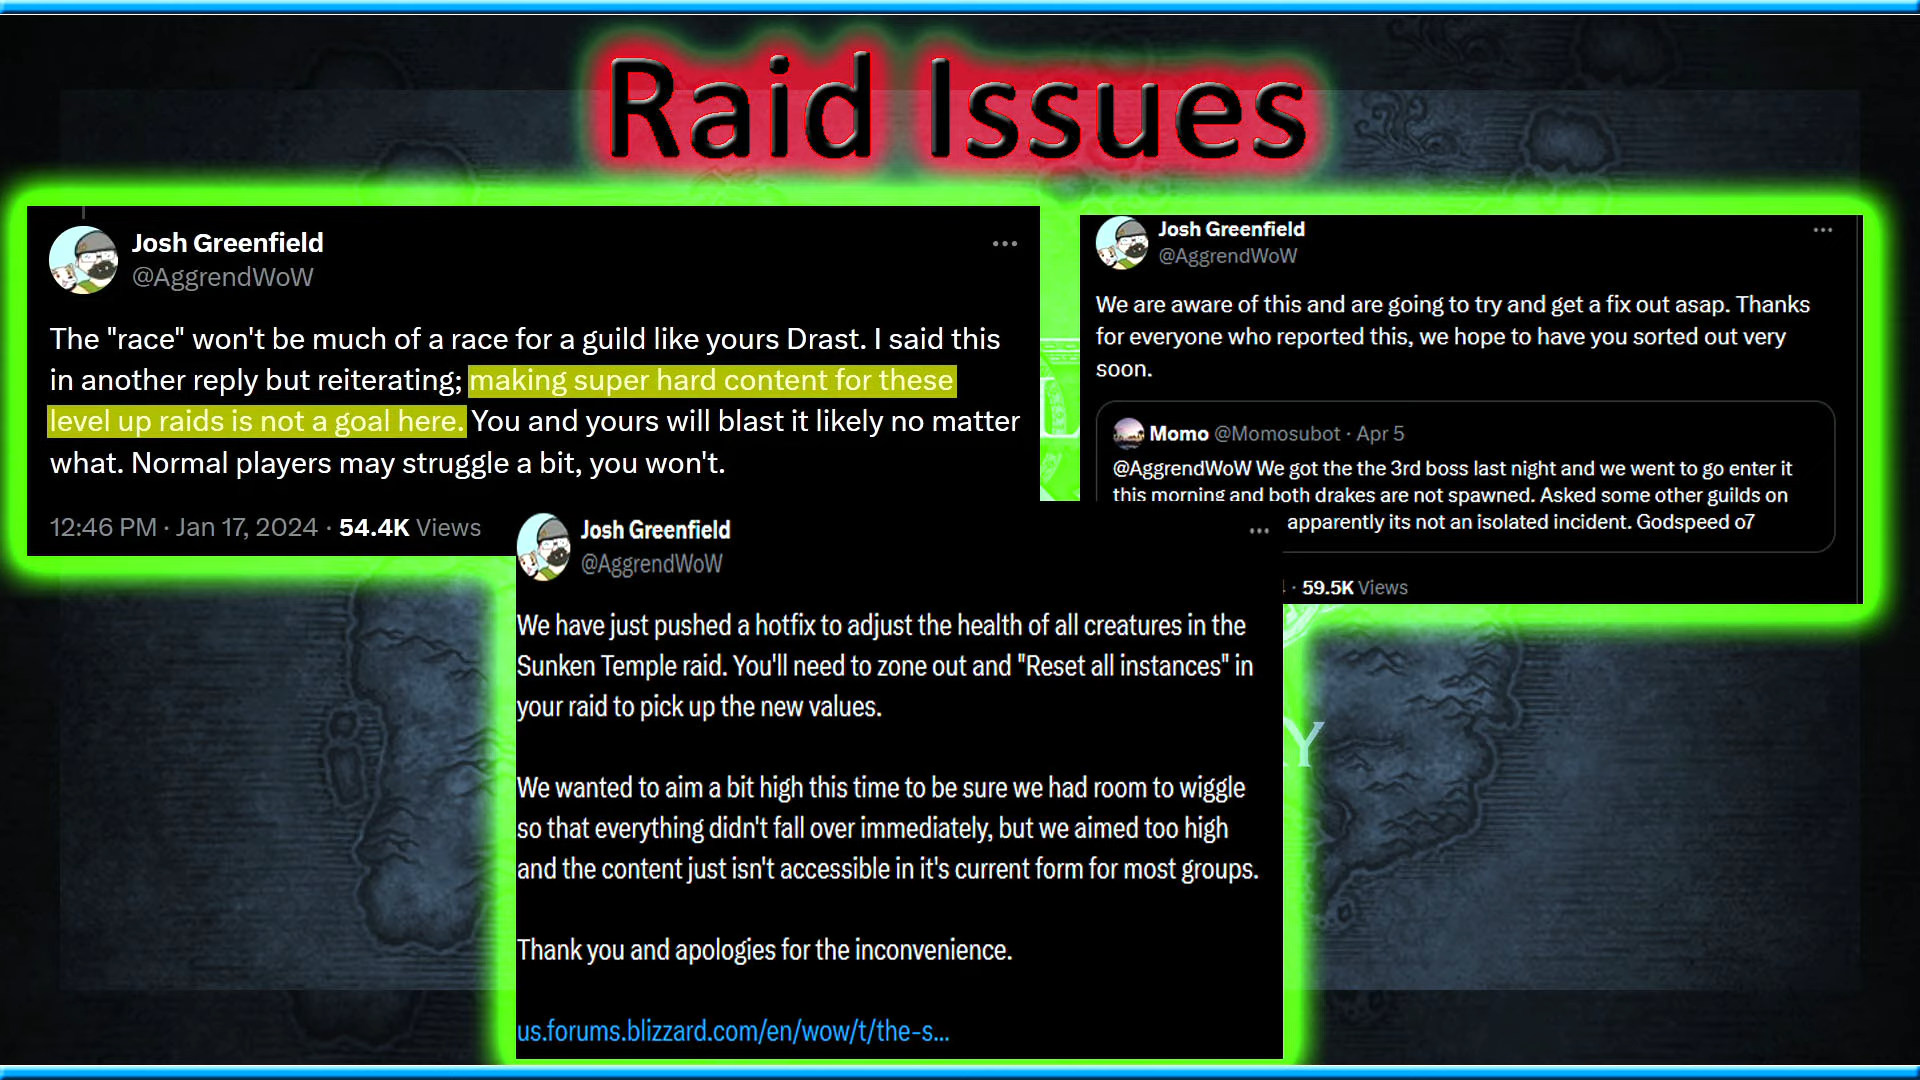 Raid Issues
Josh Greenfield
@AggrendWoW
The "race" won't be much of a race for a guild like yours Drast. I said this
in another reply but reiterating; making super hard content for these
level up raids is not a goal here. You and yours will blast it likely no matter
what. Normal players may struggle a bit, you won't.
12:46 PM · Jan 17, 2024 · 54.4K Views
Josh Greenfield
@AggrendWoW
We are aware of this and are going to try and get a fix out asap. Thanks
for everyone who reported this, we hope to have you sorted out very
soon.
Momo @Momosubot · Apr 5
@AggrendWoW We got the the 3rd boss last night and we went to go enter it
this morning and both drakes are not spawned. Asked some other guilds on
apparently its not an isolated incident. Godspeed o7
· 59.5K Views
Josh Greenfield
@AggrendWoW
We have just pushed a hotfix to adjust the health of all creatures in the
Sunken Temple raid. You'll need to zone out and "Reset all instances" in
your raid to pick up the new values.
We wanted to aim a bit high this time to be sure we had room to wiggle
so that everything didn't fall over immediately, but we aimed too high
and the content just isn't accessible in it's current form for most groups.
Thank you and apologies for the inconvenience.
us.forums.blizzard.com/en/wow/t/the-s...
Y